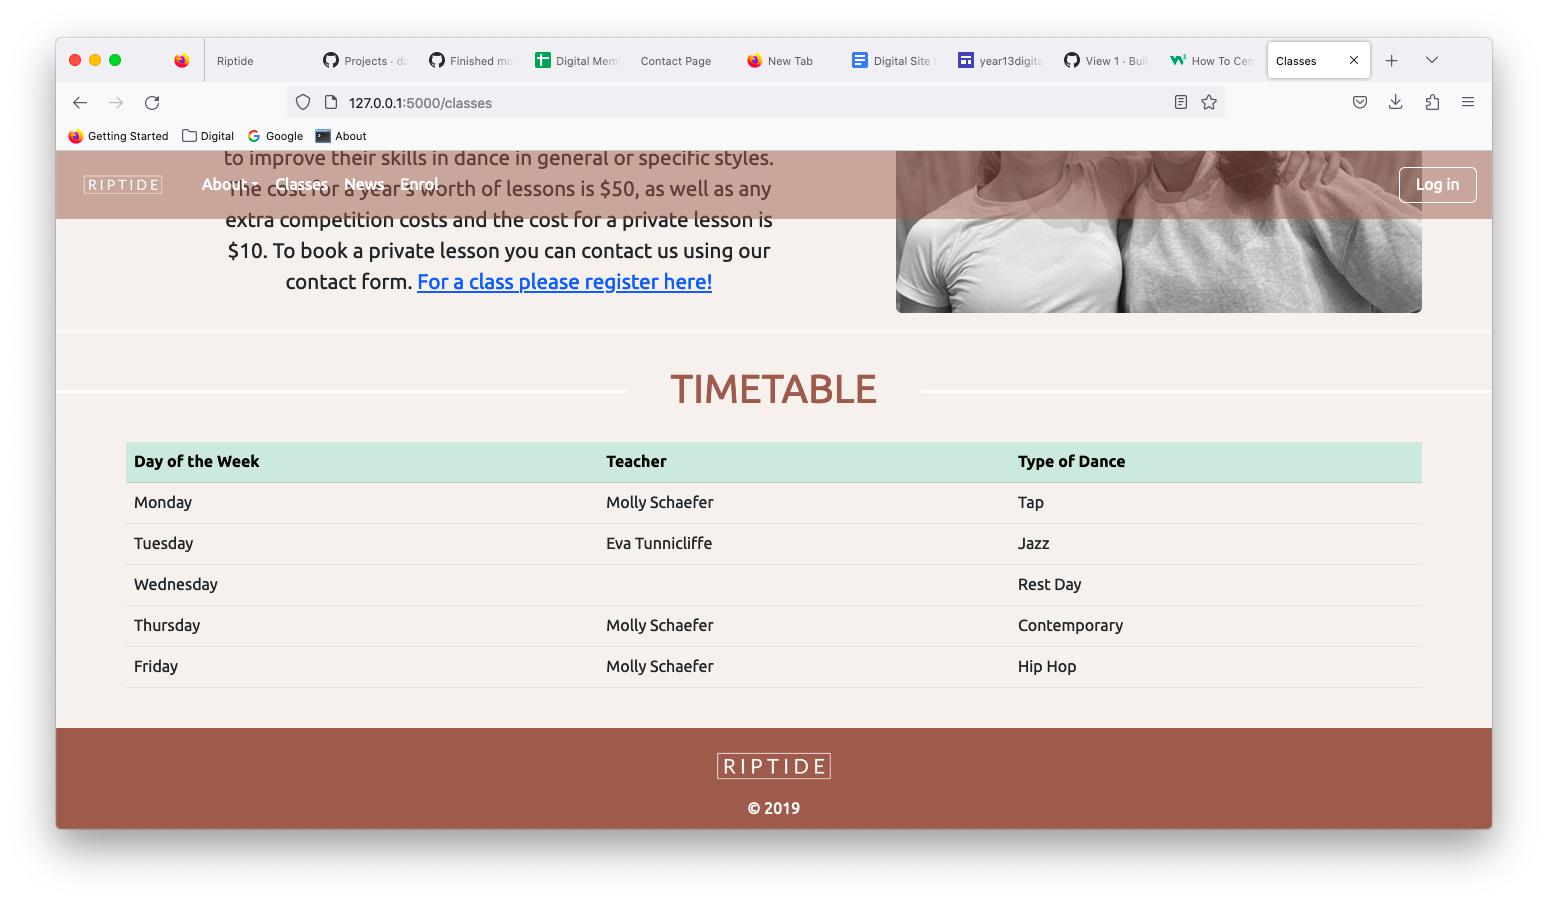 Riptide
Projects · da
Finished mo
Digital Mem
Contact Page
New Tab
Digital Site
year13digita
View 1 · Buil
How To Cen
Classes
127.0.0.1:5000/classes
Getting Started
Digital
Google
About
to improve their skills in dance in general or specific styles.
RIPTIDE
About Classes News Enrol
Log in
The cost for a year's worth of lessons is $50, as well as any
extra competition costs and the cost for a private lesson is
$10. To book a private lesson you can contact us using our
contact form. For a class please register here!
TIMETABLE
Day of the Week Teacher Type of Dance
Monday Molly Schaefer Tap
Tuesday Eva Tunnicliffe Jazz
Wednesday Rest Day
Thursday Molly Schaefer Contemporary
Friday Molly Schaefer Hip Hop
RIPTIDE
© 2019